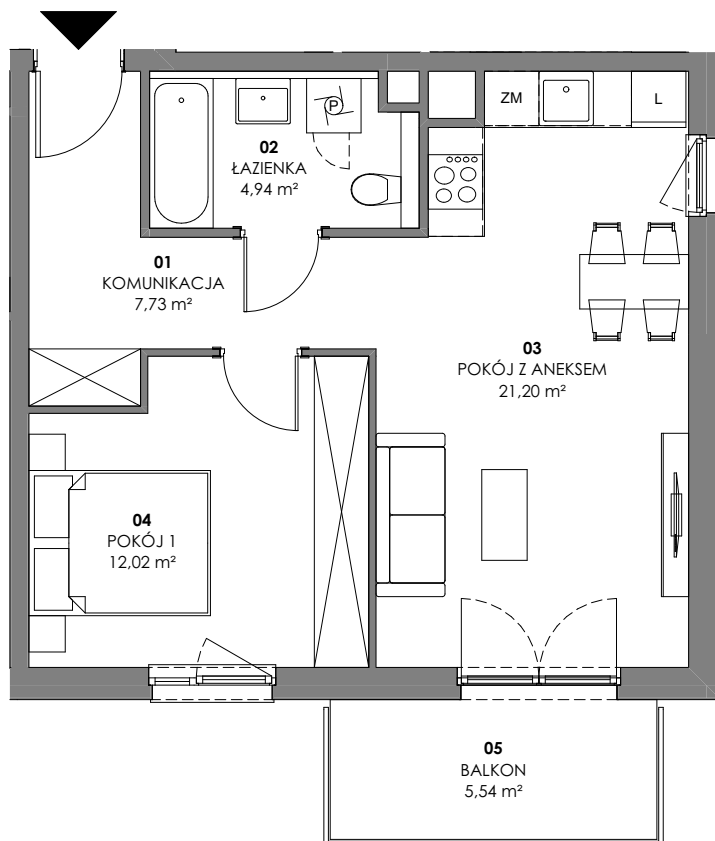 ZM
L
P
02
ŁAZIENKA
4,94 m²
01
KOMUNIKACJA
7,73 m²
03
POKÓJ Z ANEKSEM
21,20 m²
04
POKÓJ 1
12,02 m²
05
BALKON
5,54 m²